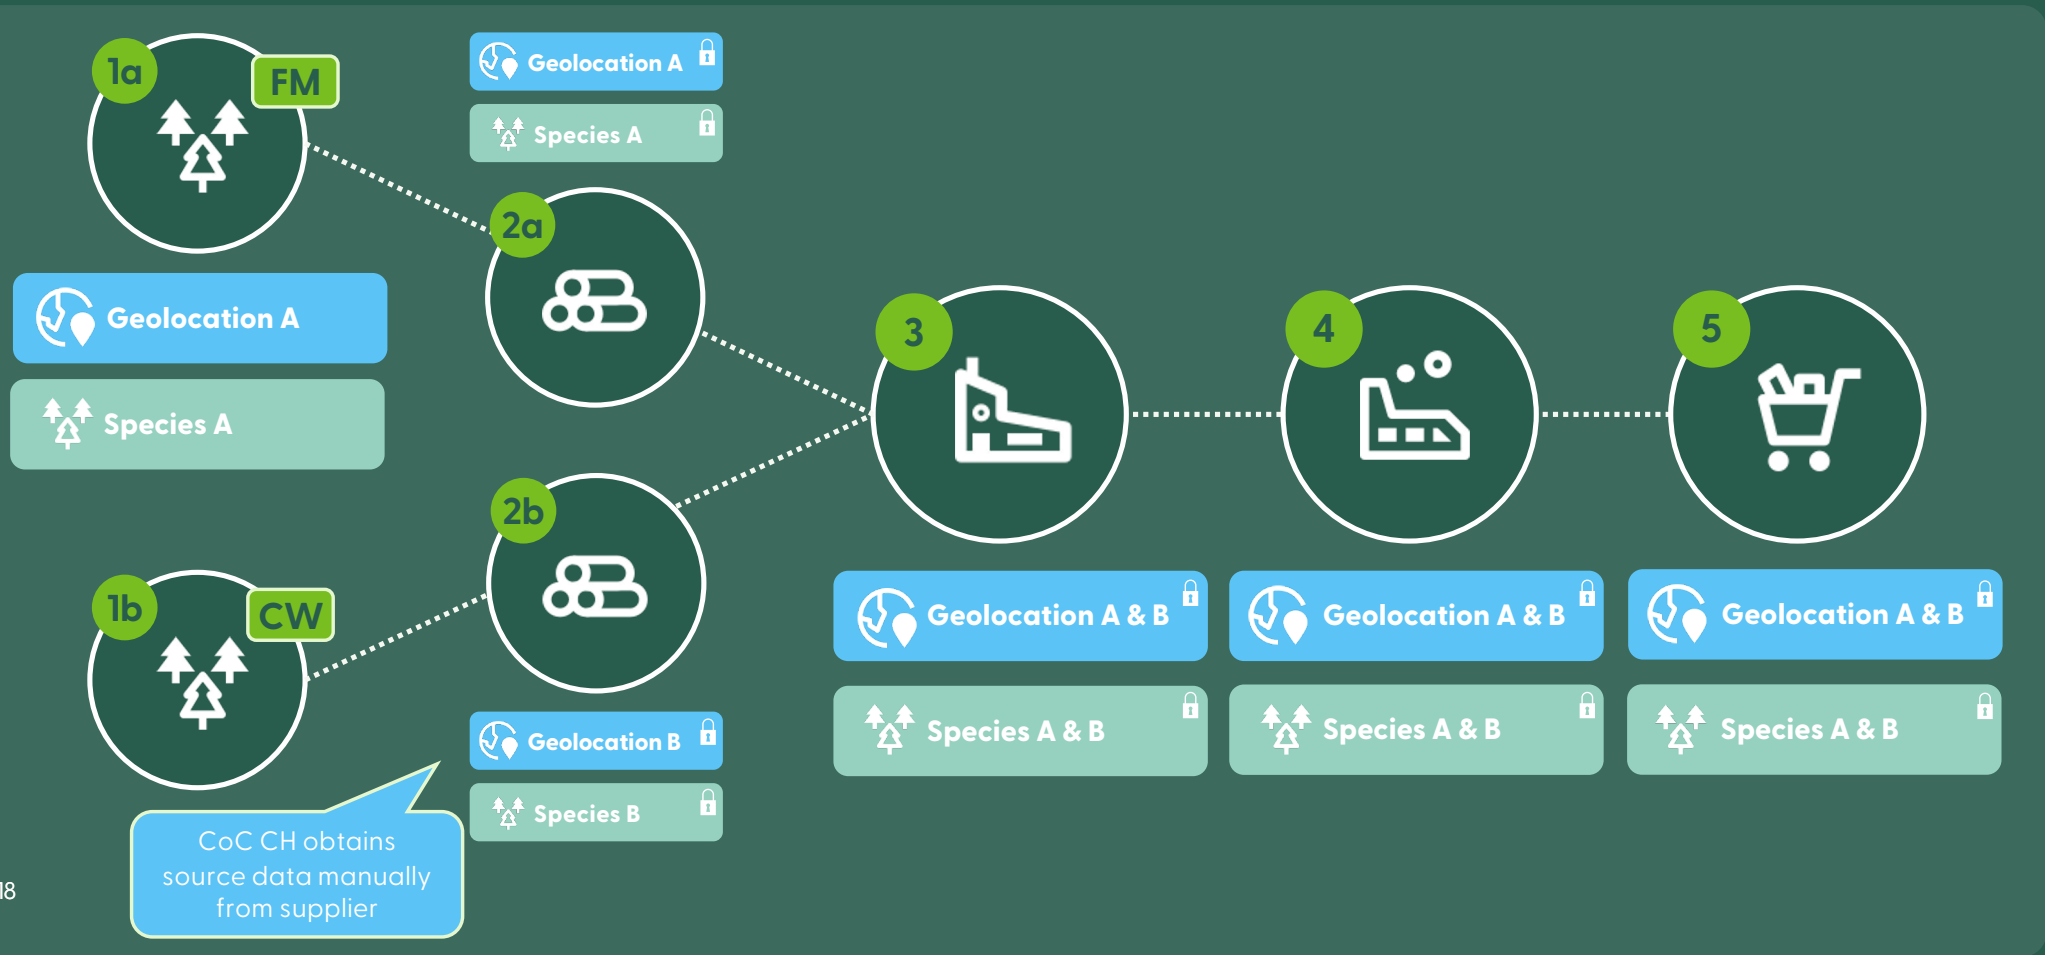 1a
FM
Geolocation A
Species A
Geolocation A
Species A
2a
1b
CW
2b
Geolocation B
Species B
CoC CH obtains
source data manually
from supplier
3
Geolocation A & B
Species A & B
4
Geolocation A & B
Species A & B
5
Geolocation A & B
Species A & B
18